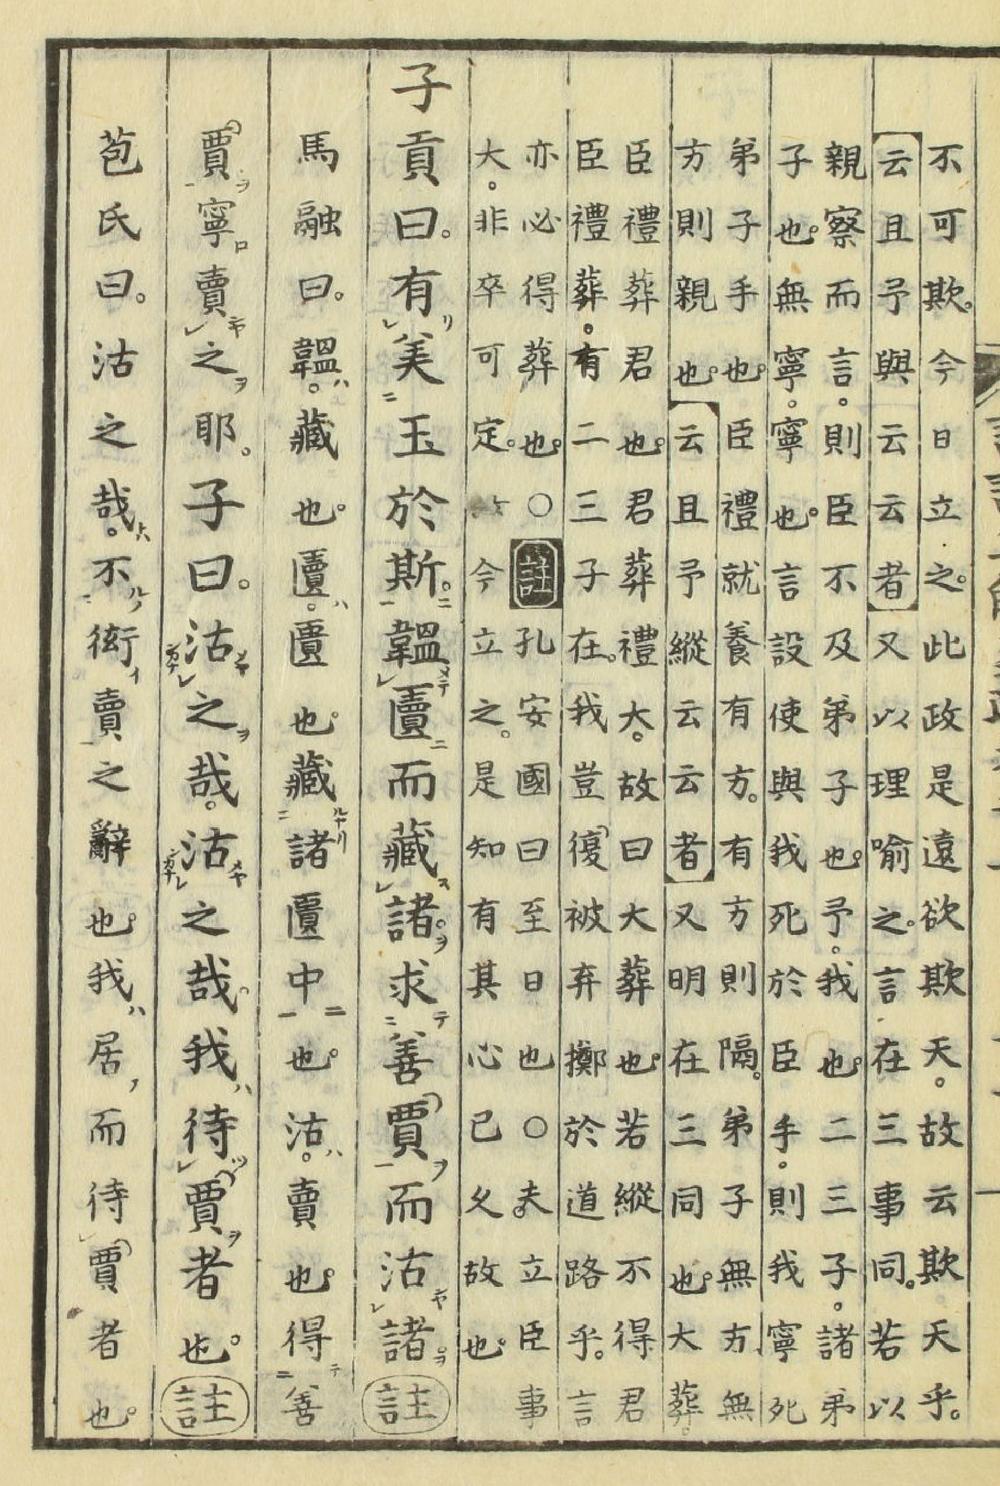 不可欺。今日立之。此政是遠欲欺天。故云欺天乎。
云且予與云云者又以理喻之。言在三事同。若以
親察而言。則臣不及弟子也。予。我也。二三子。諸弟
子也。無寧。寧也。言設使與我死於臣手。則我寧死
弟子手也。臣禮就養有方。有方則隔。弟子無方無
方則親也。云且予縱云云者又明在三同也。大葬。
臣禮葬君也。君葬禮大。故曰大葬也。若縱不得君
臣禮葬。有二三子在。我豈復被弃擲於道路乎。言
亦必得葬也。○註孔安國曰至日也○夫立臣事
大。非卒可定。今立之。是知有其心已久故也。
子貢曰。有美玉於斯。韞匵而藏諸。求善賈而沽諸。註
馬融曰。韞。藏也。匵。匱也。藏諸匱中也。沽。賣也。得善
賈。寧賣之耶。子曰。沽之哉。沽之哉。我待賈者也。註
苞氏曰。沽之哉。不衒賣之辭也。我居而待賈者也。